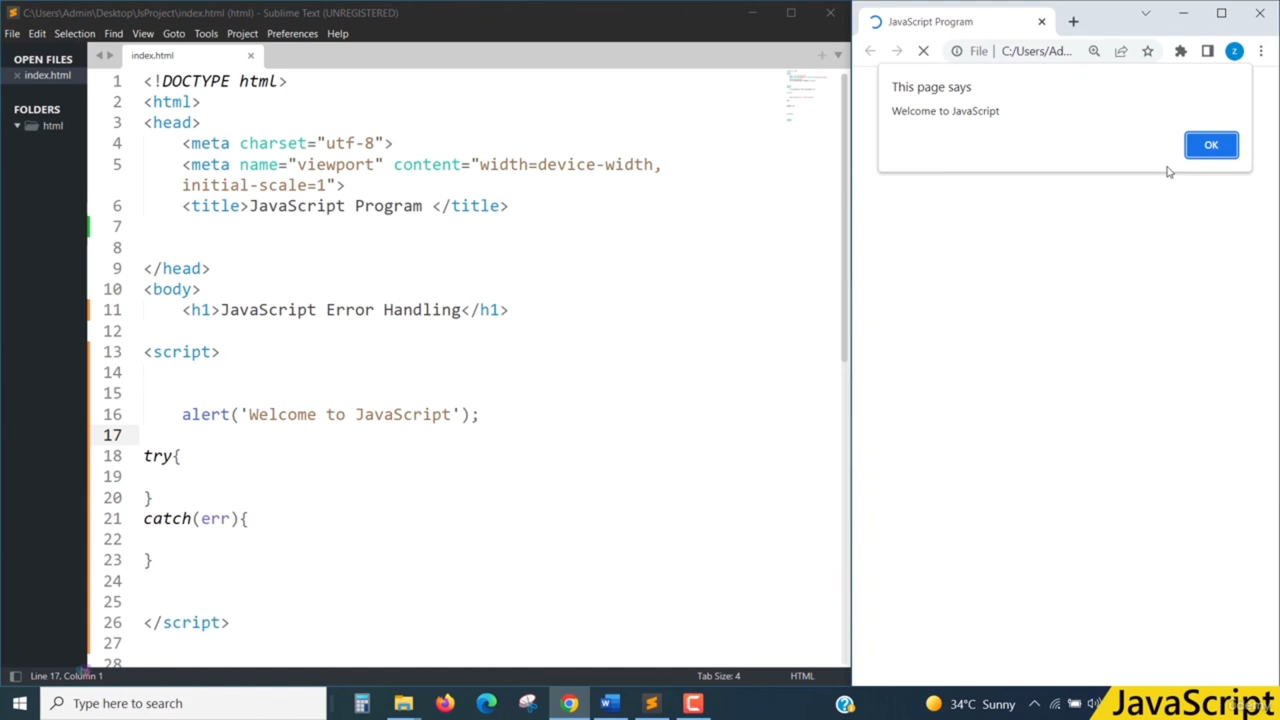 C:\Users\Admin\Desktop\JsProject\index.html (html) - Sublime Text (UNREGISTERED)
File Edit Selection Find View Goto Tools Project Preferences Help
OPEN FILES
index.html
FOLDERS
html
index.html
1 <!DOCTYPE html>
2 <html>
3 <head>
4 <meta charset="utf-8">
5 <meta name="viewport" content="width=device-width,
initial-scale=1">
6 <title>JavaScript Program </title>
7
8
9 </head>
10 <body>
11 <h1>JavaScript Error Handling</h1>
12
13 <script>
14
15
16 alert('Welcome to JavaScript');
17
18 try{
19
20 }
21 catch(err){
22
23 }
24
25
26 </script>
27
28
Line 17, Column 1
Tab Size: 4
HTML
JavaScript Program
File C:/Users/Ad...
z
This page says
Welcome to JavaScript
OK
Type here to search
34°C Sunny
JavaScript